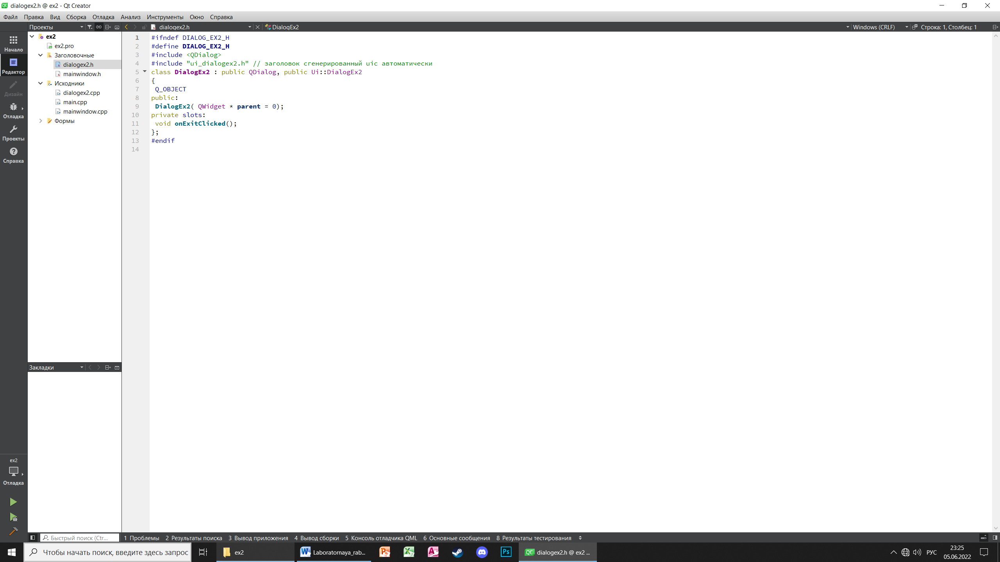 dialogex2.h @ ex2 - Qt Creator
Файл Правка Вид Сборка Отладка Анализ Инструменты Окно Справка
Проекты dialogex2.h DialogEx2 Windows (CRLF) Строка: 1, Столбец: 1
Начало
Редактор
Дизайн
Отладка
Проекты
Справка
ex2
ex2.pro
Заголовочные
dialogex2.h
mainwindow.h
Исходники
dialogex2.cpp
main.cpp
mainwindow.cpp
Формы
1 #ifndef DIALOG_EX2_H
2 #define DIALOG_EX2_H
3 #include <QDialog>
4 #include "ui_dialogex2.h" // заголовок сгенерированный uic автоматически
5 class DialogEx2 : public QDialog, public Ui::DialogEx2
6 {
7 Q_OBJECT
8 public:
9 DialogEx2( QWidget * parent = 0);
10 private slots:
11 void onExitClicked();
12 };
13 #endif
14
Закладки
ex2
Отладка
Быстрый поиск (Ctr... 1 Проблемы 2 Результаты поиска 3 Вывод приложения 4 Вывод сборки 5 Консоль отладчика QML 6 Основные сообщения 8 Результаты тестирования
Чтобы начать поиск, введите здесь запрос ex2 Laboratornaya_rab... Ps QC dialogex2.h @ ex2 ... РУС 23:25
05.06.2022